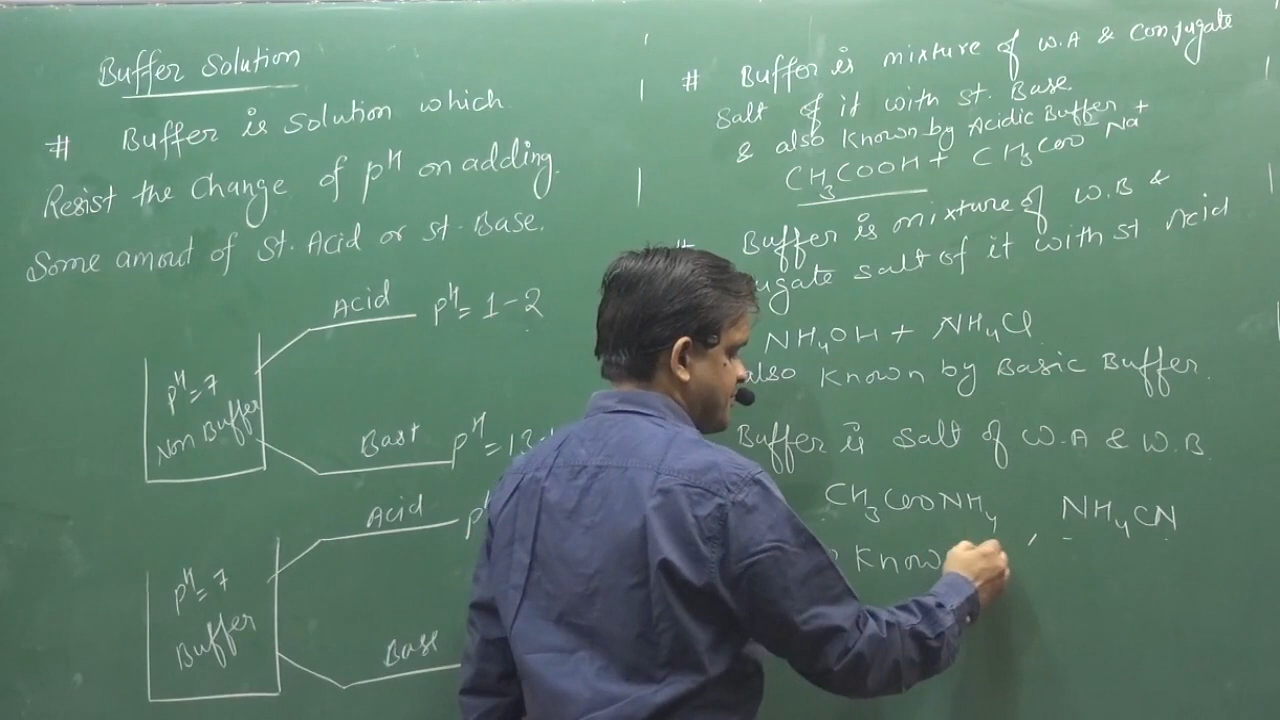 Buffer Solution
# Buffer is solution which
Resist the Change of pH on adding
Some amout of St. Acid or st. Base.
Acid pH = 1-2
pH = 7
Non Buffer
Base pH = 13
Acid p
pH = 7
Buffer
Base
# Buffer is mixture of W.A & Conjugate
Salt of it with St. Base.
& also Known by Acidic Buffer
CH3COOH + CH3COO⁻ Na⁺
Buffer is mixture of W.B &
ugate salt of it with St Acid
NH4OH + NH4Cl
also Known by Basic Buffer.
Buffer is Salt of W.A & W.B.
CH3COONH4, NH4CN
Know